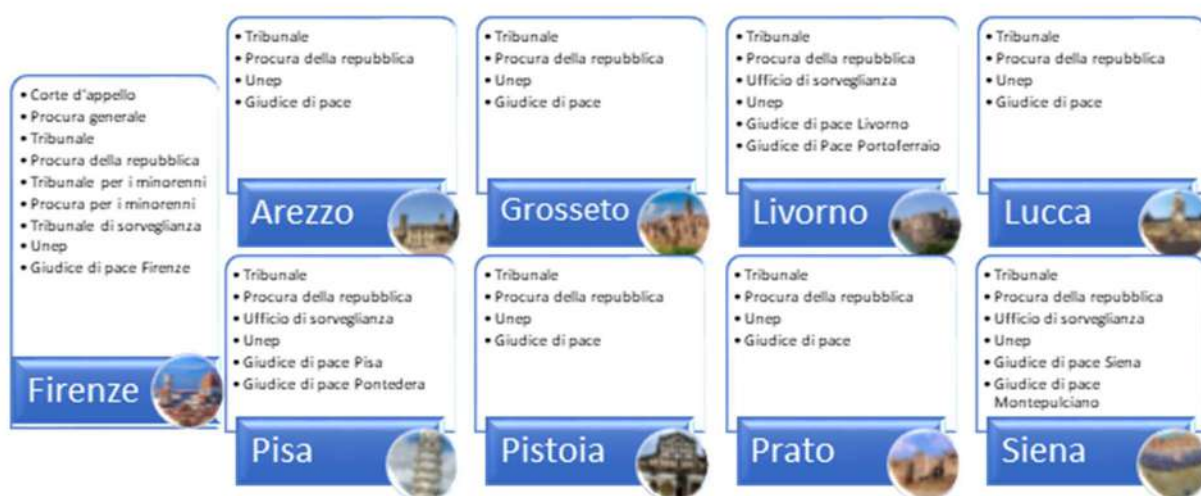 • Corte d'appello
• Procura generale
• Tribunale
• Procura della repubblica
• Tribunale per i minorenni
• Procura per i minorenni
• Tribunale di sorveglianza
• Unep
• Giudice di pace Firenze
Firenze
• Tribunale
• Procura della repubblica
• Unep
• Giudice di pace
Arezzo
• Tribunale
• Procura della repubblica
• Unep
• Giudice di pace
Grosseto
• Tribunale
• Procura della repubblica
• Ufficio di sorveglianza
• Unep
• Giudice di pace Livorno
• Giudice di Pace Portoferraio
Livorno
• Tribunale
• Procura della repubblica
• Unep
• Giudice di pace
Lucca
• Tribunale
• Procura della repubblica
• Ufficio di sorveglianza
• Unep
• Giudice di pace Pisa
• Giudice di pace Pontedera
Pisa
• Tribunale
• Procura della repubblica
• Unep
• Giudice di pace
Pistoia
• Tribunale
• Procura della repubblica
• Unep
• Giudice di pace
Prato
• Tribunale
• Procura della repubblica
• Ufficio di sorveglianza
• Unep
• Giudice di pace Siena
• Giudice di pace
Montepulciano
Siena